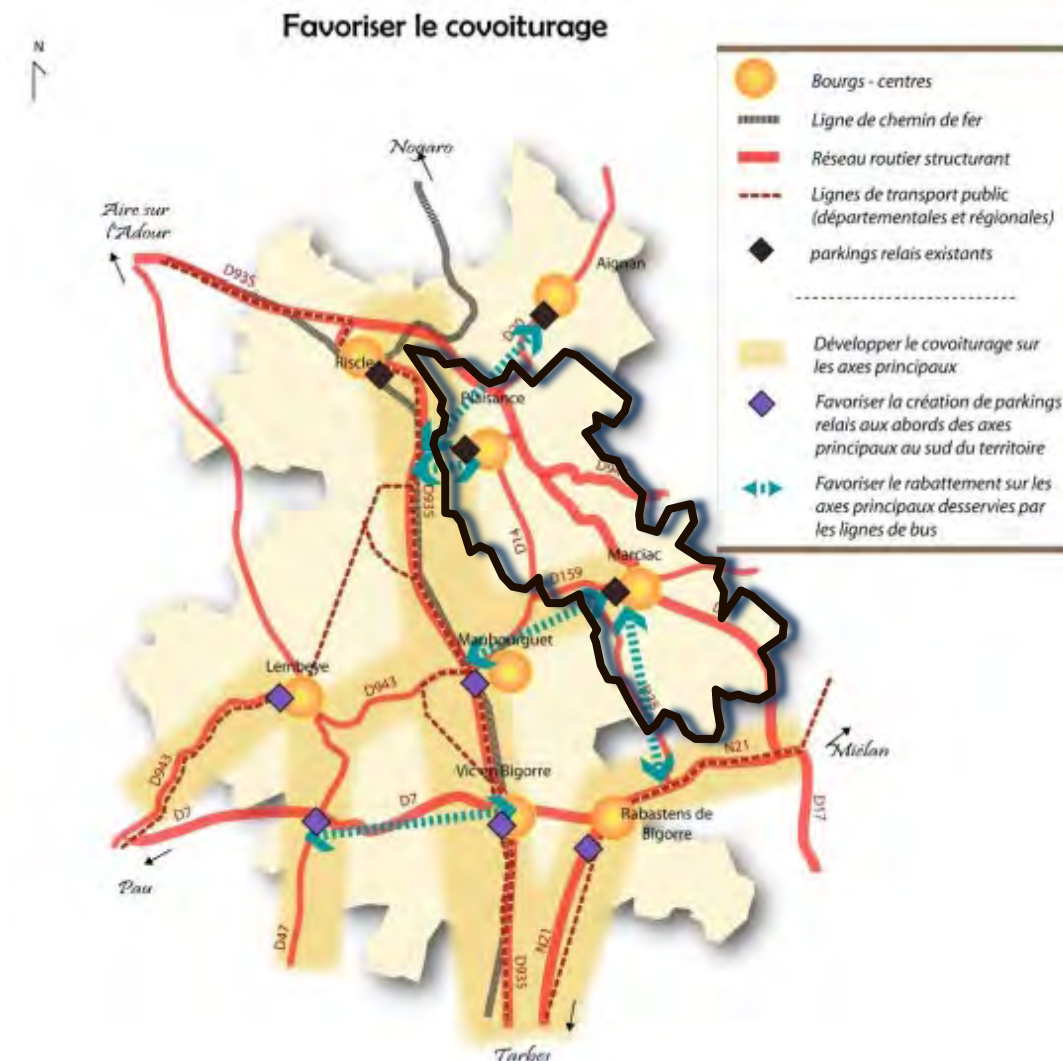 Favoriser le covoiturage
N
Bourgs - centres
Ligne de chemin de fer
Réseau routier structurant
Lignes de transport public
(départementales et régionales)
parkings relais existants
Développer le covoiturage sur
les axes principaux
Favoriser la création de parkings
relais aux abords des axes
principaux au sud du territoire
Favoriser le rabattement sur les
axes principaux desservies par
les lignes de bus
Nogaro
Aire sur
l'Adour
D935
Aignan
D20
Riscle
Plaisance
D935
D14
Marciac
D159
Maubourguet
Lembeye
D943
D943
N21
Miélan
Vic en Bigorre
D7
D7
Rabastens de
Bigorre
D17
Pau
D47
D935
N21
Tarbes